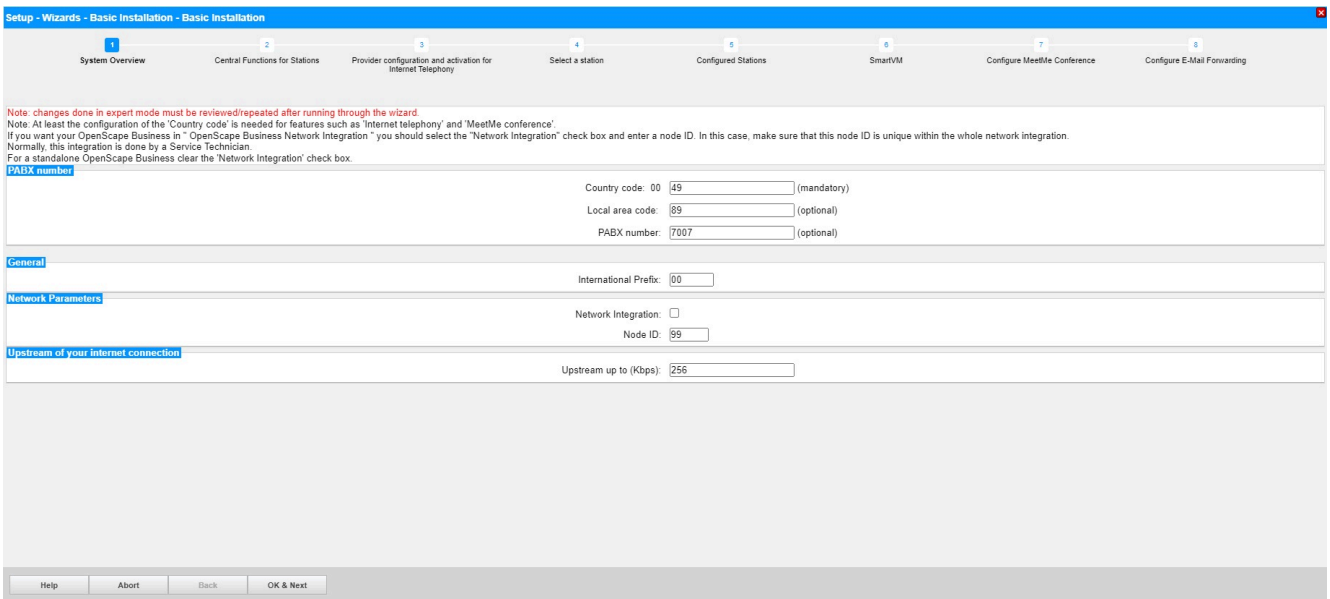 Setup - Wizards - Basic Installation - Basic Installation
1
System Overview
2
Central Functions for Stations
3
Provider configuration and activation for
Internet Telephony
4
Select a station
5
Configured Stations
6
SmartVM
7
Configure MeetMe Conference
8
Configure E-Mail Forwarding
Note: changes done in expert mode must be reviewed/repeated after running through the wizard.
Note: At least the configuration of the 'Country code' is needed for features such as 'Internet telephony' and 'MeetMe conference'.
If you want your OpenScape Business in " OpenScape Business Network Integration " you should select the "Network Integration" check box and enter a node ID. In this case, make sure that this node ID is unique within the whole network integration.
Normally, this integration is done by a Service Technician.
For a standalone OpenScape Business clear the 'Network Integration' check box.
PABX number
Country code: 00 49 (mandatory)
Local area code: 89 (optional)
PABX number: 7007 (optional)
General
International Prefix: 00
Network Parameters
Network Integration:
Node ID: 99
Upstream of your internet connection
Upstream up to (Kbps): 256
Help Abort Back OK & Next